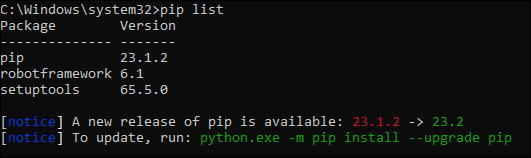 C:\Windows\system32>pip list
Package        Version
-------------- -------
pip            23.1.2
robotframework 6.1
setuptools     65.5.0
[notice] A new release of pip is available: 23.1.2 -> 23.2
[notice] To update, run: python.exe -m pip install --upgrade pip